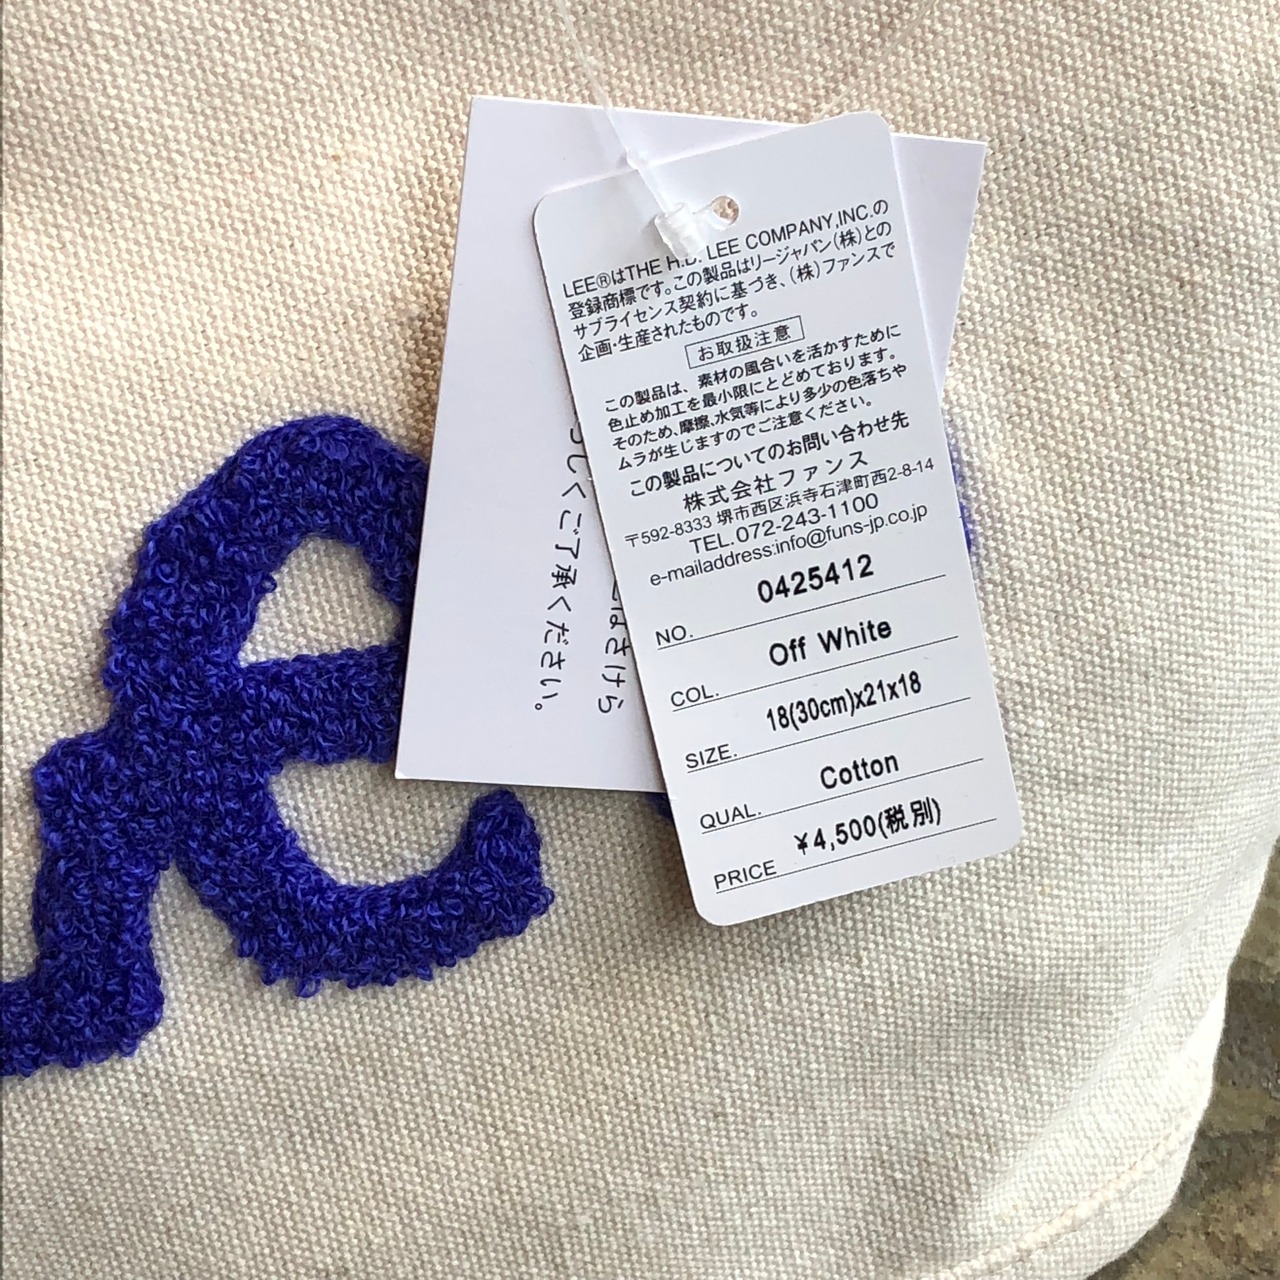 LEE®はTHE H.D. LEE COMPANY,INC.の
登録商標です。この製品はリージャパン(株)との
サブライセンス契約に基づき、(株)ファンスで
企画・生産されたものです。
お取扱注意
この製品は、素材の風合いを活かすために
色止め加工を最小限にとどめております。
そのため、摩擦、水気等により多少の色落ちや
ムラが生じますのでご注意ください。
この製品についてのお問い合わせ先
株式会社ファンス
〒592-8333 堺市西区浜寺石津町西2-8-14
TEL.072-243-1100
e-mailaddress:info@funs-jp.co.jp
NO. 0425412
COL. Off White
SIZE. 18(30cm)x21x18
QUAL. Cotton
PRICE ¥4,500(税別)
はさけら
しくご了承ください。